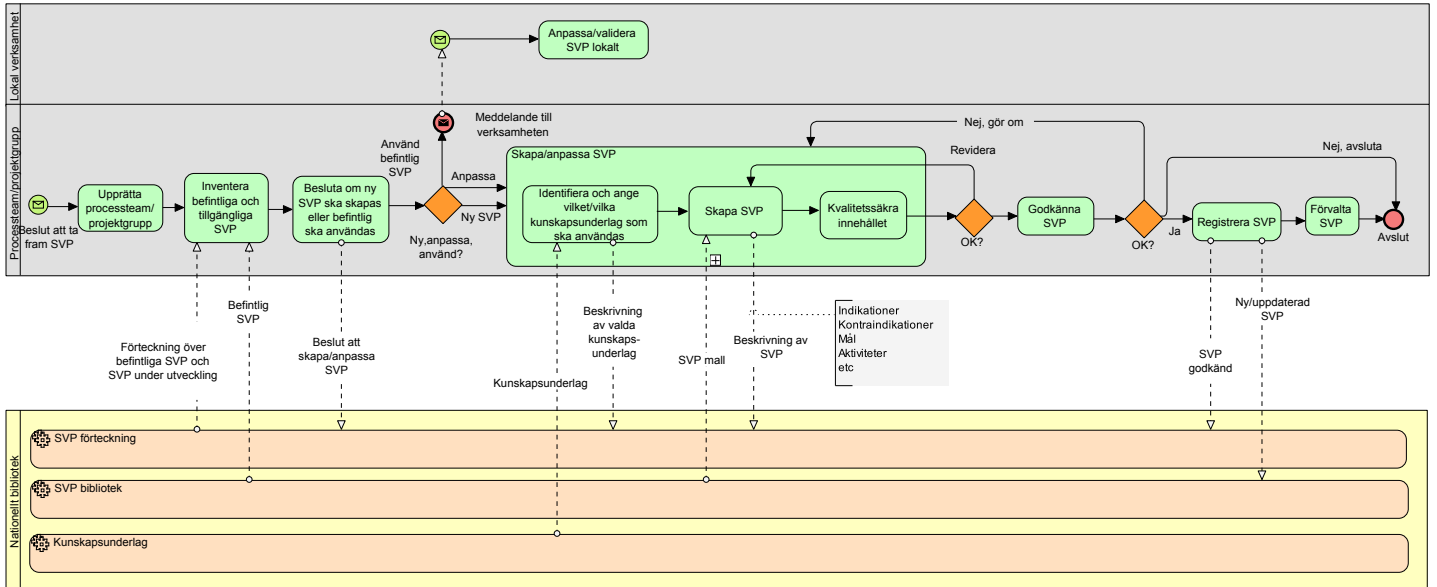 Lokal verksamhet
Anpassa/validera
SVP lokalt
Processteam/projektgrupp
Meddelande till
verksamheten
Använd
befintlig
SVP
Beslut att ta
fram SVP
Upprätta
processteam/
projektgrupp
Inventera
befintliga och
tillgängliga
SVP
Besluta om ny
SVP ska skapas
eller befintlig
ska användas
Anpassa
Ny SVP
Ny,anpassa,
använd?
Skapa/anpassa SVP
Identifiera och ange
vilket/vilka
kunskapsunderlag som
ska användas
Skapa SVP
Kvalitetssäkra
innehållet
Nej, gör om
Revidera
OK?
Godkänna
SVP
OK?
Ja
Nej, avsluta
Registrera SVP
Förvalta
SVP
Avslut
Förteckning över
befintliga SVP och
SVP under utveckling
Befintlig
SVP
Beslut att
skapa/anpassa
SVP
Kunskapsunderlag
Beskrivning
av valda
kunskaps-
underlag
SVP mall
Beskrivning av
SVP
Indikationer
Kontraindikationer
Mål
Aktiviteter
etc
SVP
godkänd
Ny/uppdaterad
SVP
Nationellt bibliotek
SVP förteckning
SVP bibliotek
Kunskapsunderlag